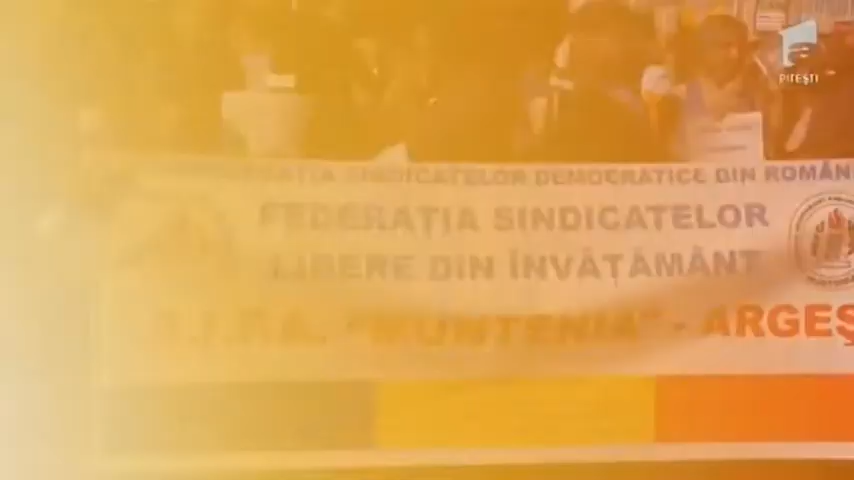 PITEȘTI
SINDICATELOR DEMOCRATICE DIN ROMÂN
FEDERAȚIA SINDICATELOR
LIBERE DIN ÎNVĂȚĂMÂNT
"MUNTENIA" - ARGEȘ